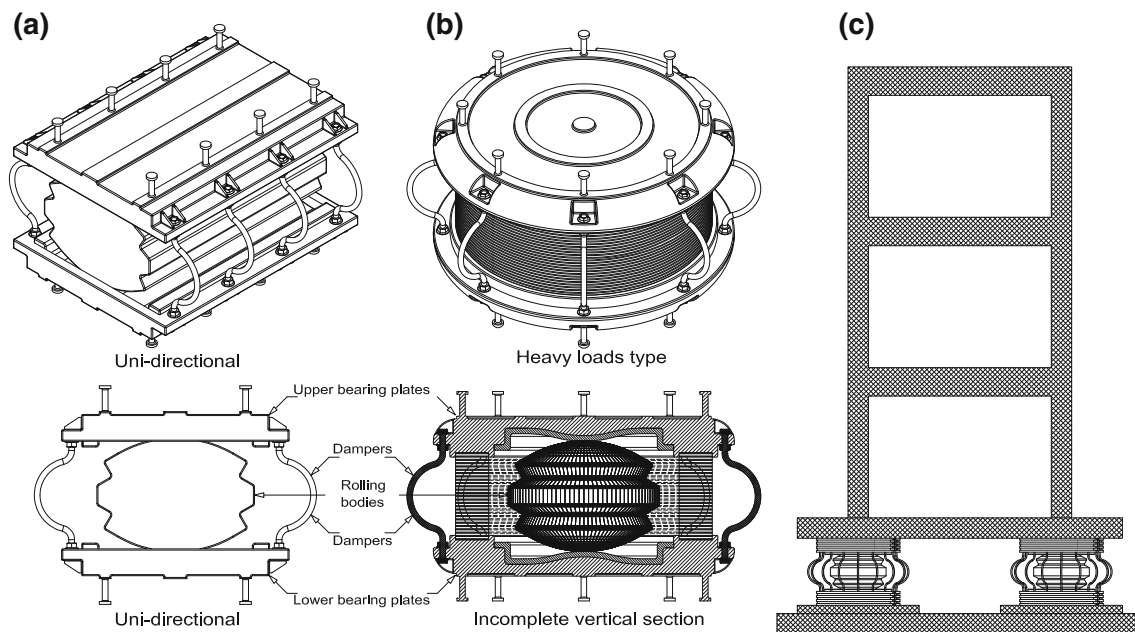 (a)
(b)
(c)
Uni-directional
Heavy loads type
Upper bearing plates
Dampers
Rolling
bodies
Dampers
Lower bearing plates
Uni-directional
Incomplete vertical section